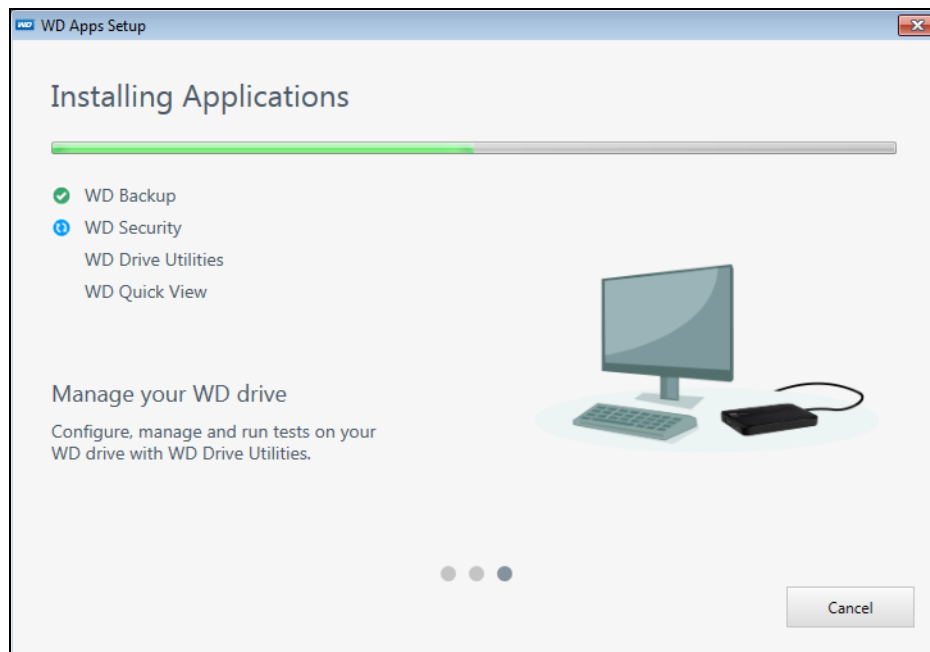 WD WD Apps Setup
Installing Applications
WD Backup
WD Security
WD Drive Utilities
WD Quick View
Manage your WD drive
Configure, manage and run tests on your
WD drive with WD Drive Utilities.
Cancel